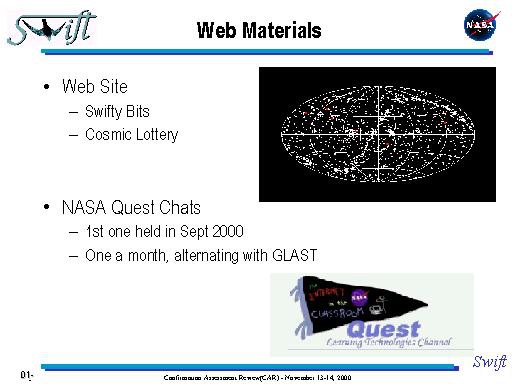 Swift
Web Materials
NASA
• Web Site
– Swifty Bits
– Cosmic Lottery
• NASA Quest Chats
– 1st one held in Sept 2000
– One a month, alternating with GLAST
the
INTERNET
in the
CLASSROOM
Quest
Learning Technologies Channel
Swift
01-
Confirmation Assessment Review(CAR) - November 13-14, 2000